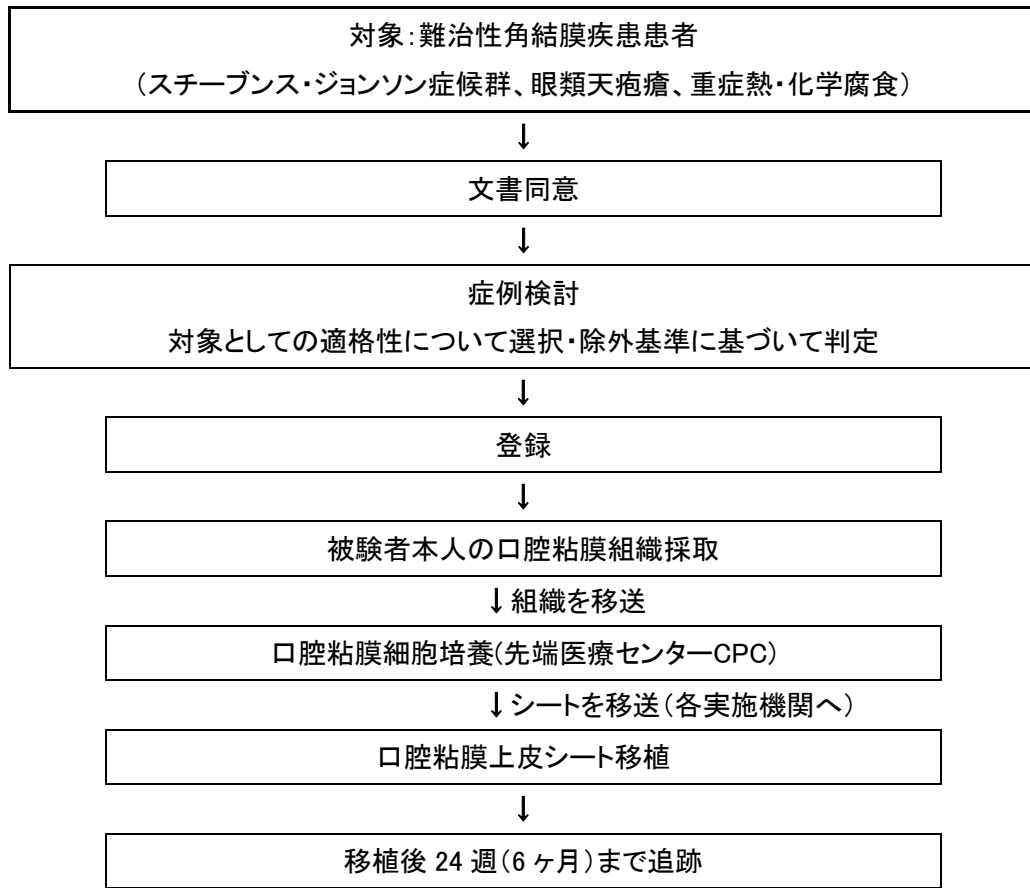 対象:難治性角結膜疾患患者
(スチーブンス・ジョンソン症候群、眼類天疱瘡、重症熱・化学腐食)
↓
文書同意
↓
症例検討
対象としての適格性について選択・除外基準に基づいて判定
↓
登録
↓
被験者本人の口腔粘膜組織採取
↓組織を移送
口腔粘膜細胞培養(先端医療センターCPC)
↓シートを移送(各実施機関へ)
口腔粘膜上皮シート移植
↓
移植後 24 週(6 ヶ月)まで追跡